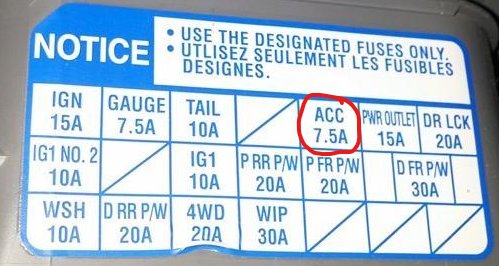 NOTICE
• USE THE DESIGNATED FUSES ONLY.
• UTLISEZ SEULEMENT LES FUSIBLES
DESIGNES.
IGN GAUGE TAIL ACC PWR OUTLET DR LCK
15A 7.5A 10A 7.5A 15A 20A
IG1 NO. 2 IG1 P RR P/W P FR P/W D FR P/W
10A 10A 20A 20A 30A
WSH D RR P/W 4WD WIP
10A 20A 20A 30A